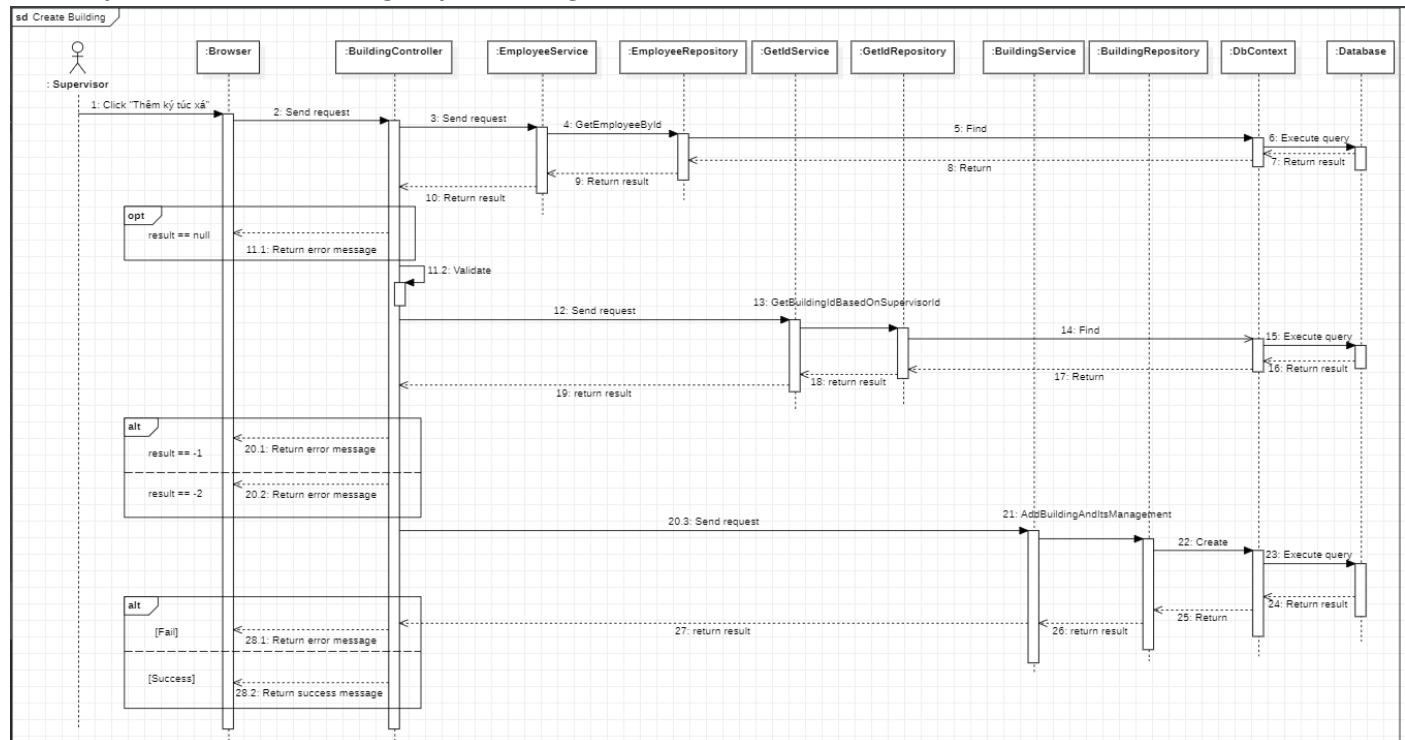 sd Create Building
:Browser
:BuildingController
:EmployeeService
:EmployeeRepository
:GetIdService
:GetIdRepository
:BuildingService
:BuildingRepository
:DbContext
:Database
: Supervisor
1: Click "Thêm ký túc xá"
2: Send request
3: Send request
4: GetEmployeeById
5: Find
6: Execute query
7: Return result
8: Return
9: Return result
10: Return result
opt
result == null
11.1: Return error message
11.2: Validate
12: Send request
13: GetBuildingIdBasedOnSupervisorId
14: Find
15: Execute query
16: Return result
17: Return
18: return result
19: return result
alt
result == -1
20.1: Return error message
result == -2
20.2: Return error message
20.3: Send request
21: AddBuildingAndItsManagement
22: Create
23: Execute query
24: Return result
25: Return
26: return result
27: return result
alt
[Fail]
28.1: Return error message
[Success]
28.2: Return success message